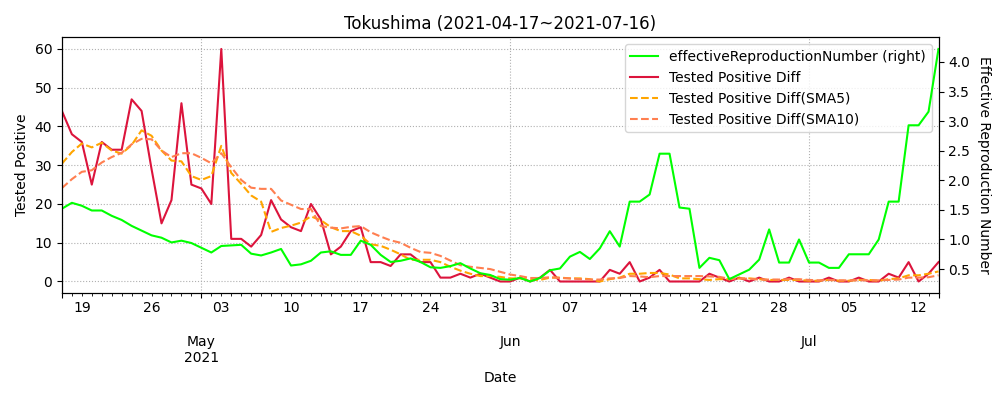 Tokushima (2021-04-17~2021-07-16)
effectiveReproductionNumber (right)
Tested Positive Diff
Tested Positive Diff(SMA5)
Tested Positive Diff(SMA10)
Tested Positive
60
50
40
30
20
10
0
4.0
3.5
3.0
2.5
2.0
1.5
1.0
0.5
Effective Reproduction Number
19 26 03 10 17 24 31 07 14 21 28 05 12
May Jun Jul
2021
Date